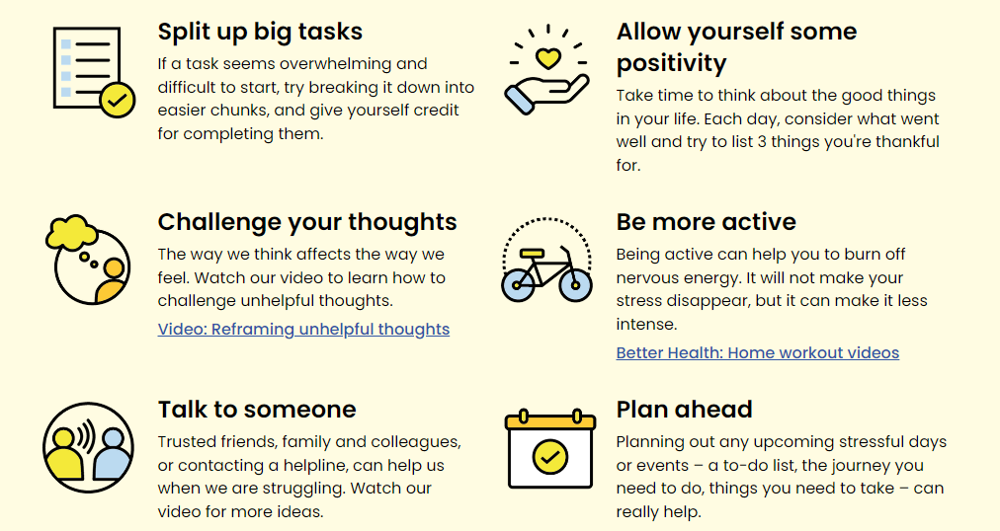 Split up big tasks
If a task seems overwhelming and
difficult to start, try breaking it down into
easier chunks, and give yourself credit
for completing them.
Allow yourself some
positivity
Take time to think about the good things
in your life. Each day, consider what went
well and try to list 3 things you're thankful
for.
Challenge your thoughts
The way we think affects the way we
feel. Watch our video to learn how to
challenge unhelpful thoughts.
Video: Reframing unhelpful thoughts
Be more active
Being active can help you to burn off
nervous energy. It will not make your
stress disappear, but it can make it less
intense.
Better Health: Home workout videos
Talk to someone
Trusted friends, family and colleagues,
or contacting a helpline, can help us
when we are struggling. Watch our
video for more ideas.
Plan ahead
Planning out any upcoming stressful days
or events – a to-do list, the journey you
need to do, things you need to take – can
really help.